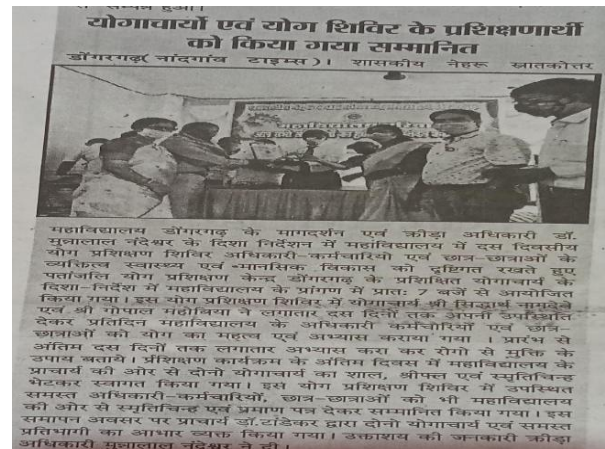 से सम्पन्न हुआ।
योगाचार्यो एवं योग शिविर के प्रशिक्षणार्थी
को किया गया सम्मानित
डोंगरगढ़(नांदगांव टाइम्स)। शासकीय नेहरू स्नातकोत्तर
महाविद्यालय डोंगरगढ़ के मागदर्शन एवं क्रीड़ा अधिकारी डॉ.
मुन्नालाल नंदेश्वर के दिशा निर्देशन में महाविद्यालय में दस दिवसीय
योग प्रशिक्षण शिविर अधिकारी-कर्मचारियो एवं छात्र-छात्राओं के
व्यक्तित्व स्वास्थ्य एवं मानसिक विकास को दृष्टिगत रखते हुए
पतांजलि योग प्रशिक्षण केन्द्र डोंगरगढ़ के प्रशिक्षित योगाचार्य के
दिशा-निर्देश में महाविद्यालय के प्रांगण में प्रातः 7 बजें से आयोजित
किया गया। इस योग प्रशिक्षण शिविर में योगाचार्य श्री सिद्धार्थ
एवं श्री गोपाल महोबिया ने लगातार दस दिनों तक अपनी उपस्थिति
देकर प्रतिदिन महाविद्यालय के अधिकारी कर्मचारियों एवं छात्र-
छात्राओं को योग का महत्व एवं अभ्यास कराया गया । प्रारंभ से
अंतिम दस दिनों तक लगातार अभ्यास करा कर रोगो से मुक्ति के
उपाय बताये। प्रशिक्षण कार्यकम के अंतिम दिवस में महाविद्यालय के
प्राचार्य की ओर से दोनो योगाचार्य का शाल, श्रीफल एवं स्मृतिचिन्ह
भेटकर स्वागत किया गया। इस योग प्रशिक्षण शिविर में उपस्थित
समस्त अधिकारी-कर्मचारियों, छात्र-छात्राओं को भी महाविद्यालय
की ओर से स्मृतिचिन्ह एवं प्रमाण पत्र देकर सम्मानित किया गया। इस
समापन अवसर पर प्राचार्य डॉ.टांडेकर द्वारा दोनो योगाचार्य एवं समस्त
प्रतिभागी का आभार व्यक्त किया गया। उक्ताशय की जनकारी क्रीड़ा
अधिकारी मुन्नालाल नंदेश्वर ने दी।